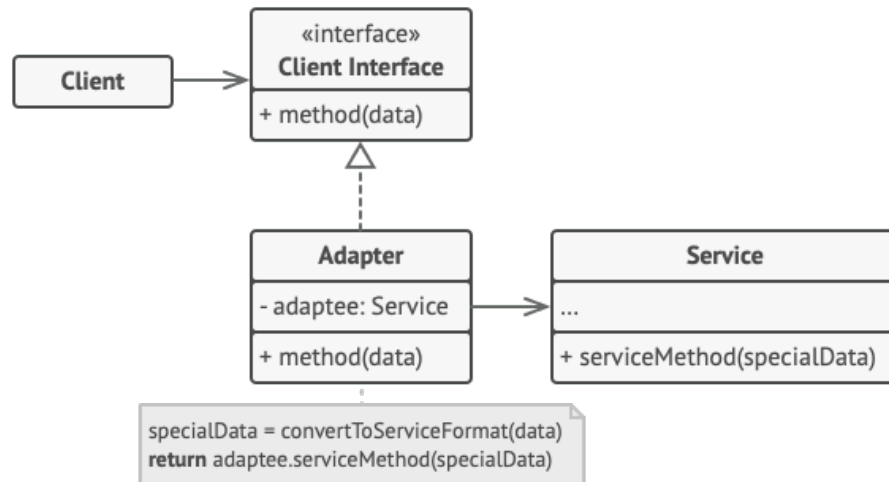 «interface»
Client Interface
Client
+ method(data)
Adapter
Service
- adaptee: Service
...
+ method(data)
+ serviceMethod(specialData)
specialData = convertToServiceFormat(data)
return adaptee.serviceMethod(specialData)